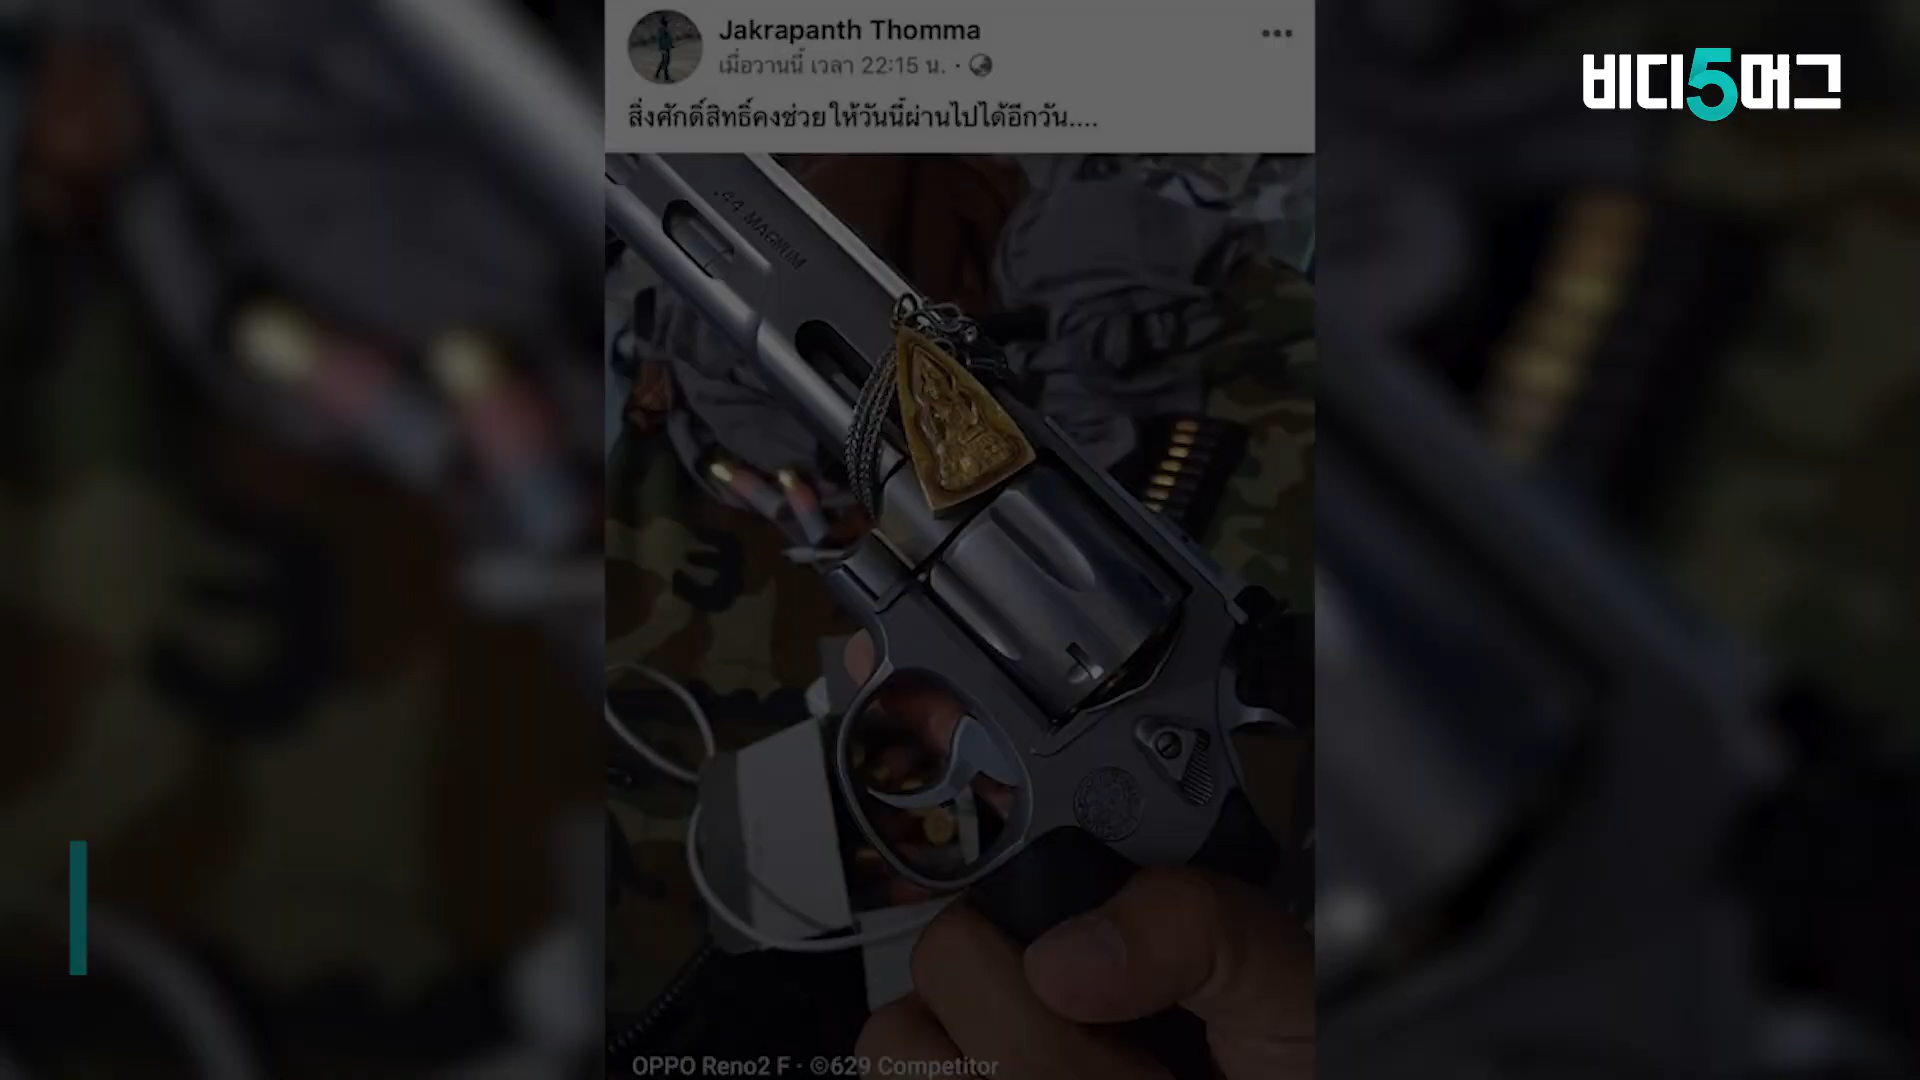 Jakrapanth Thomma
เมื่อวานนี้ เวลา 22:15 น. ·
สิ่งศักดิ์สิทธิ์คงช่วยให้วันนี้ผ่านไปได้อีกวัน....
비디5머그
.44 MAGNUM
OPPO Reno2 F · ©629 Competitor